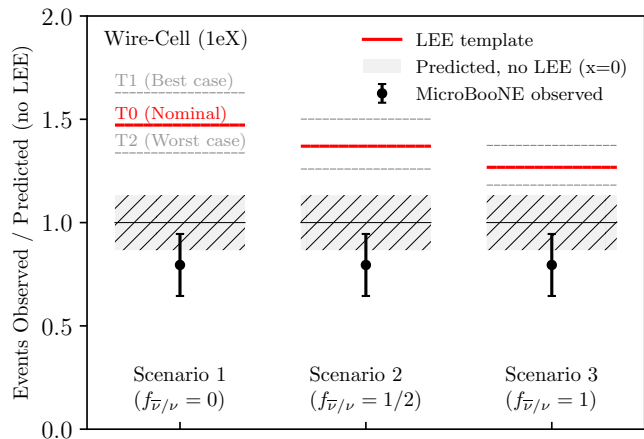 Events Observed / Predicted (no LEE)
2.0
1.5
1.0
0.5
0.0
Wire-Cell (1eX)
LEE template
Predicted, no LEE (x=0)
MicroBooNE observed
T1 (Best case)
T0 (Nominal)
T2 (Worst case)
Scenario 1
(f_{ν̅/ν} = 0)
Scenario 2
(f_{ν̅/ν} = 1/2)
Scenario 3
(f_{ν̅/ν} = 1)